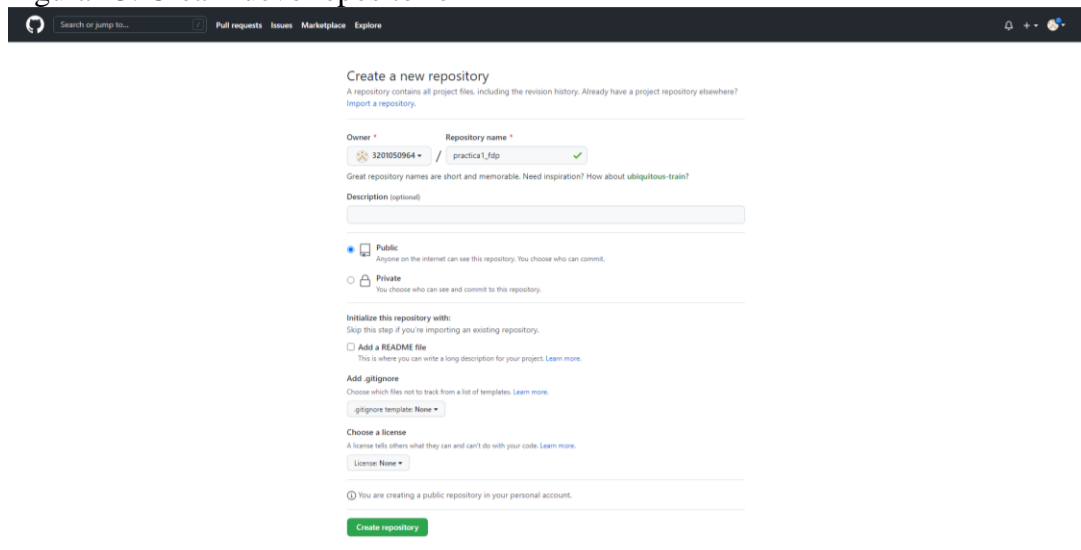 Search or jump to... /
Pull requests Issues Marketplace Explore
Create a new repository
A repository contains all project files, including the revision history. Already have a project repository elsewhere?
Import a repository.
Owner * Repository name *
3201050964 / practica1_fdp
Great repository names are short and memorable. Need inspiration? How about ubiquitous-train?
Description (optional)
Public
Anyone on the internet can see this repository. You choose who can commit.
Private
You choose who can see and commit to this repository.
Initialize this repository with:
Skip this step if you're importing an existing repository.
Add a README file
This is where you can write a long description for your project. Learn more.
Add .gitignore
Choose which files not to track from a list of templates. Learn more.
.gitignore template: None
Choose a license
A license tells others what they can and can't do with your code. Learn more.
License: None
You are creating a public repository in your personal account.
Create repository